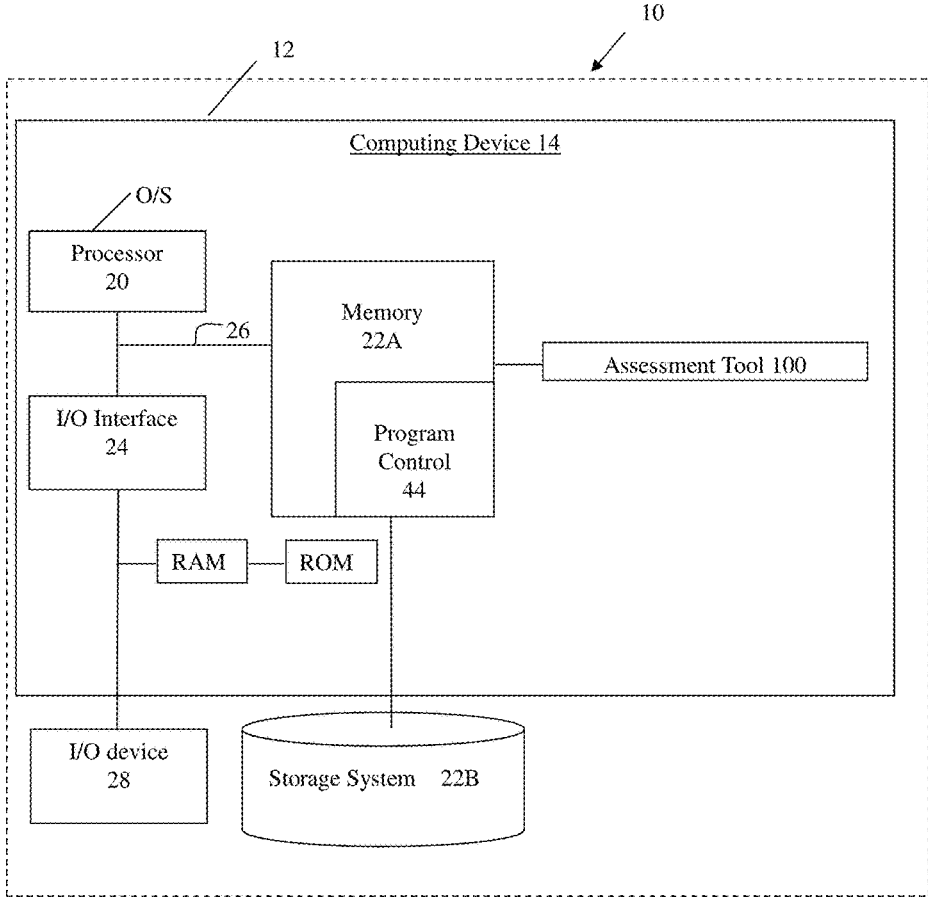 10
12
Computing Device 14
O/S
Processor
20
26
Memory
22A
Assessment Tool 100
I/O Interface
24
Program
Control
44
RAM
ROM
I/O device
28
Storage System 22B